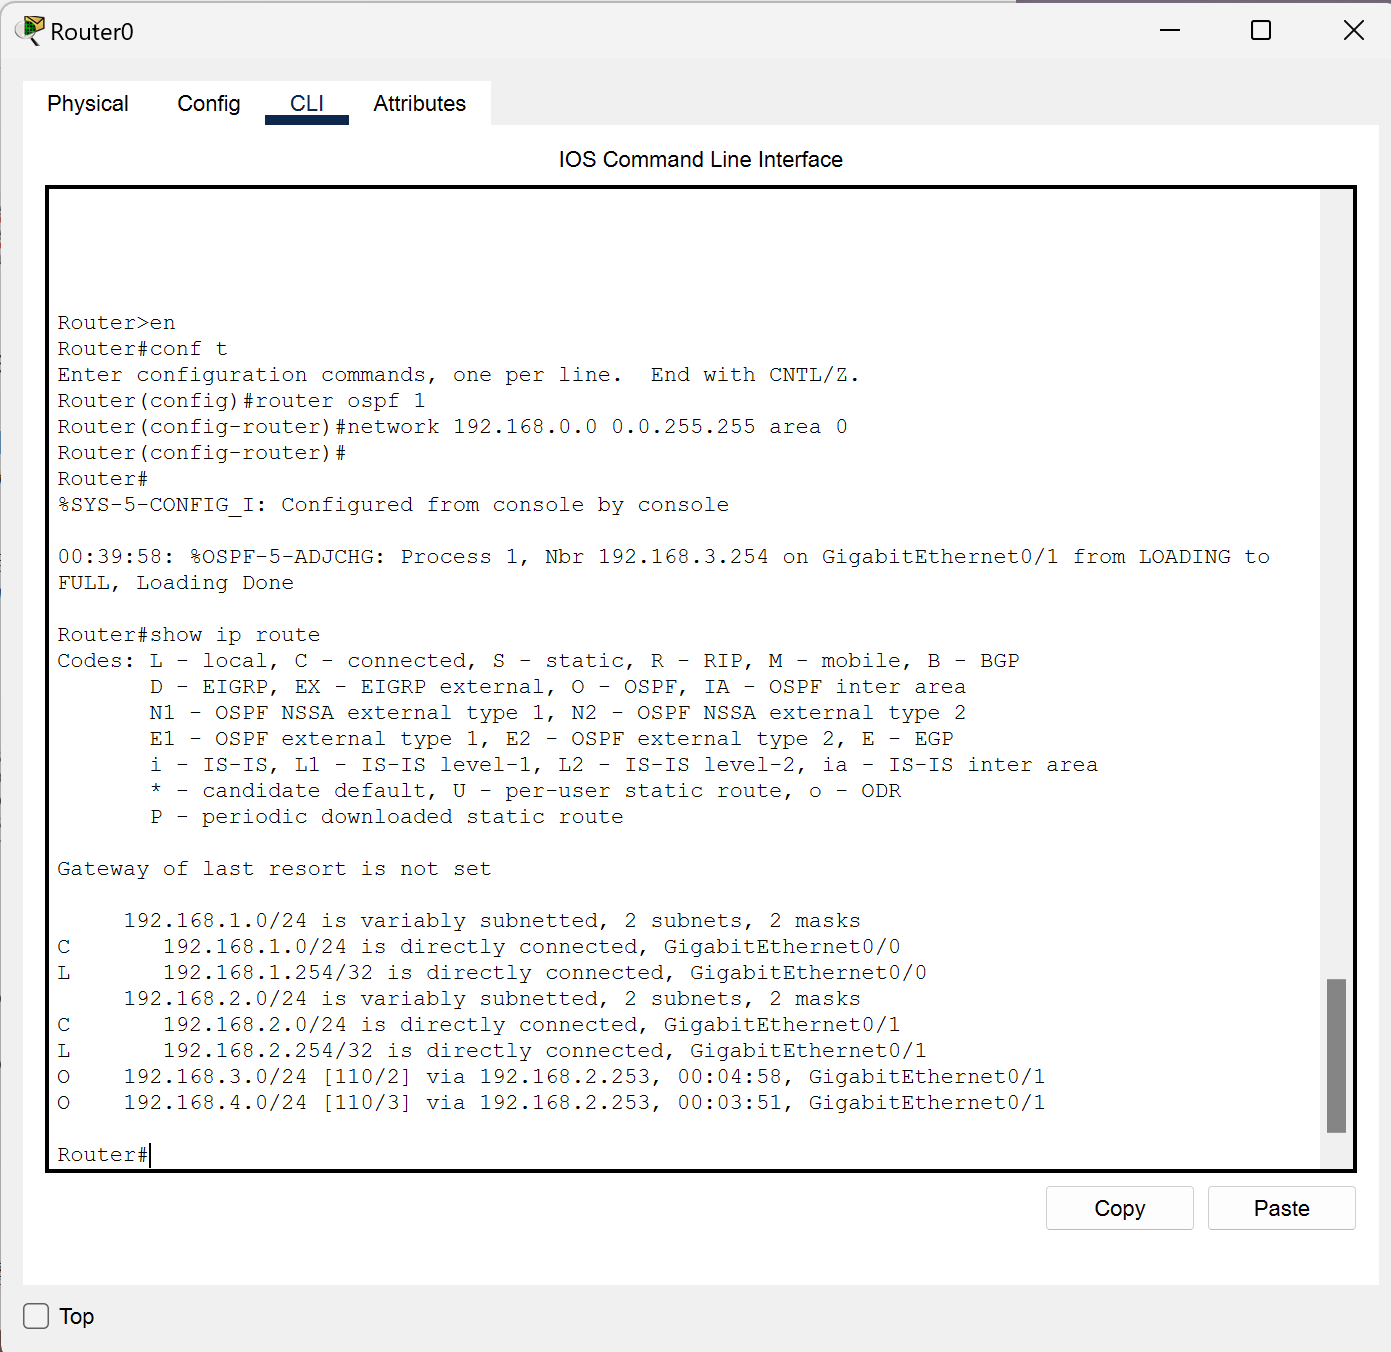 Router0
Physical Config CLI Attributes
IOS Command Line Interface
Router>en
Router#conf t
Enter configuration commands, one per line.  End with CNTL/Z.
Router(config)#router ospf 1
Router(config-router)#network 192.168.0.0 0.0.255.255 area 0
Router(config-router)#
Router#
%SYS-5-CONFIG_I: Configured from console by console
00:39:58: %OSPF-5-ADJCHG: Process 1, Nbr 192.168.3.254 on GigabitEthernet0/1 from LOADING to
FULL, Loading Done
Router#show ip route
Codes: L - local, C - connected, S - static, R - RIP, M - mobile, B - BGP
       D - EIGRP, EX - EIGRP external, O - OSPF, IA - OSPF inter area
       N1 - OSPF NSSA external type 1, N2 - OSPF NSSA external type 2
       E1 - OSPF external type 1, E2 - OSPF external type 2, E - EGP
       i - IS-IS, L1 - IS-IS level-1, L2 - IS-IS level-2, ia - IS-IS inter area
       * - candidate default, U - per-user static route, o - ODR
       P - periodic downloaded static route
Gateway of last resort is not set
     192.168.1.0/24 is variably subnetted, 2 subnets, 2 masks
C       192.168.1.0/24 is directly connected, GigabitEthernet0/0
L       192.168.1.254/32 is directly connected, GigabitEthernet0/0
     192.168.2.0/24 is variably subnetted, 2 subnets, 2 masks
C       192.168.2.0/24 is directly connected, GigabitEthernet0/1
L       192.168.2.254/32 is directly connected, GigabitEthernet0/1
O    192.168.3.0/24 [110/2] via 192.168.2.253, 00:04:58, GigabitEthernet0/1
O    192.168.4.0/24 [110/3] via 192.168.2.253, 00:03:51, GigabitEthernet0/1
Router#
Copy Paste
Top